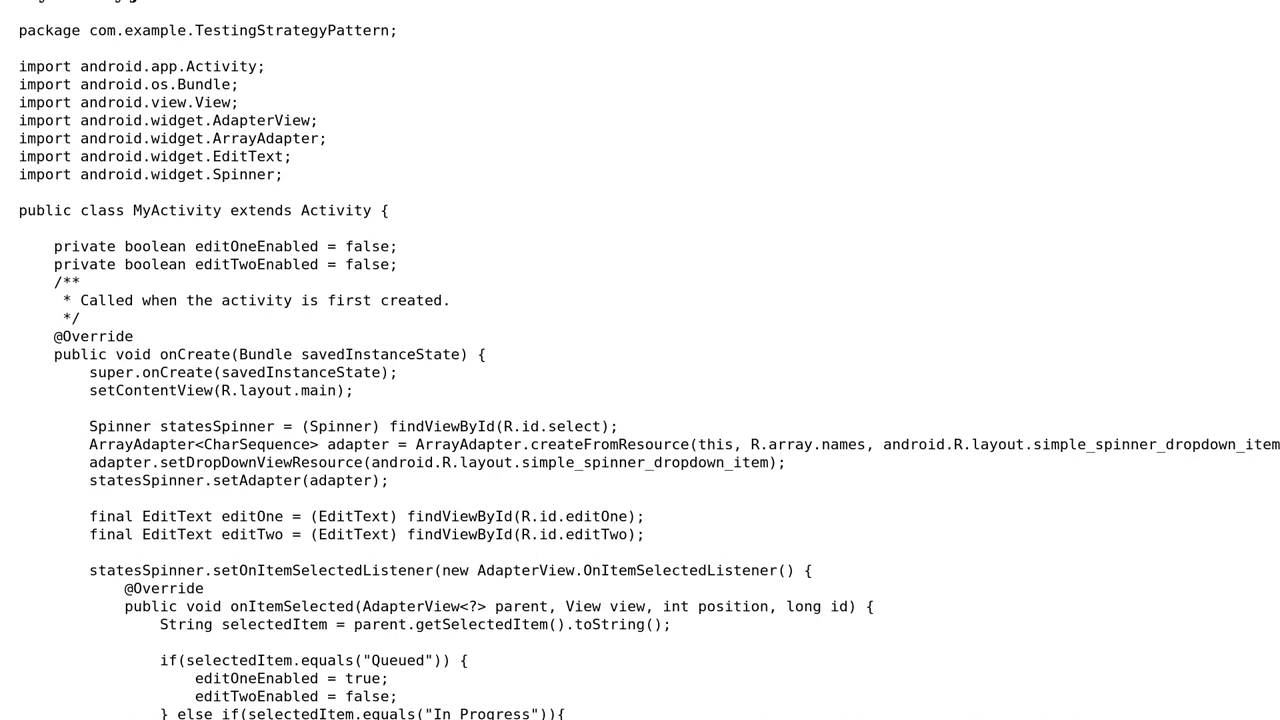 package com.example.TestingStrategyPattern;
import android.app.Activity;
import android.os.Bundle;
import android.view.View;
import android.widget.AdapterView;
import android.widget.ArrayAdapter;
import android.widget.EditText;
import android.widget.Spinner;
public class MyActivity extends Activity {
private boolean editOneEnabled = false;
private boolean editTwoEnabled = false;
/**
* Called when the activity is first created.
*/
@Override
public void onCreate(Bundle savedInstanceState) {
super.onCreate(savedInstanceState);
setContentView(R.layout.main);
Spinner statesSpinner = (Spinner) findViewById(R.id.select);
ArrayAdapter<CharSequence> adapter = ArrayAdapter.createFromResource(this, R.array.names, android.R.layout.simple_spinner_dropdown_item
adapter.setDropDownViewResource(android.R.layout.simple_spinner_dropdown_item);
statesSpinner.setAdapter(adapter);
final EditText editOne = (EditText) findViewById(R.id.editOne);
final EditText editTwo = (EditText) findViewById(R.id.editTwo);
statesSpinner.setOnItemSelectedListener(new AdapterView.OnItemSelectedListener() {
@Override
public void onItemSelected(AdapterView<?> parent, View view, int position, long id) {
String selectedItem = parent.getSelectedItem().toString();
if(selectedItem.equals("Queued")) {
editOneEnabled = true;
editTwoEnabled = false;
} else if(selectedItem.equals("In Progress")){